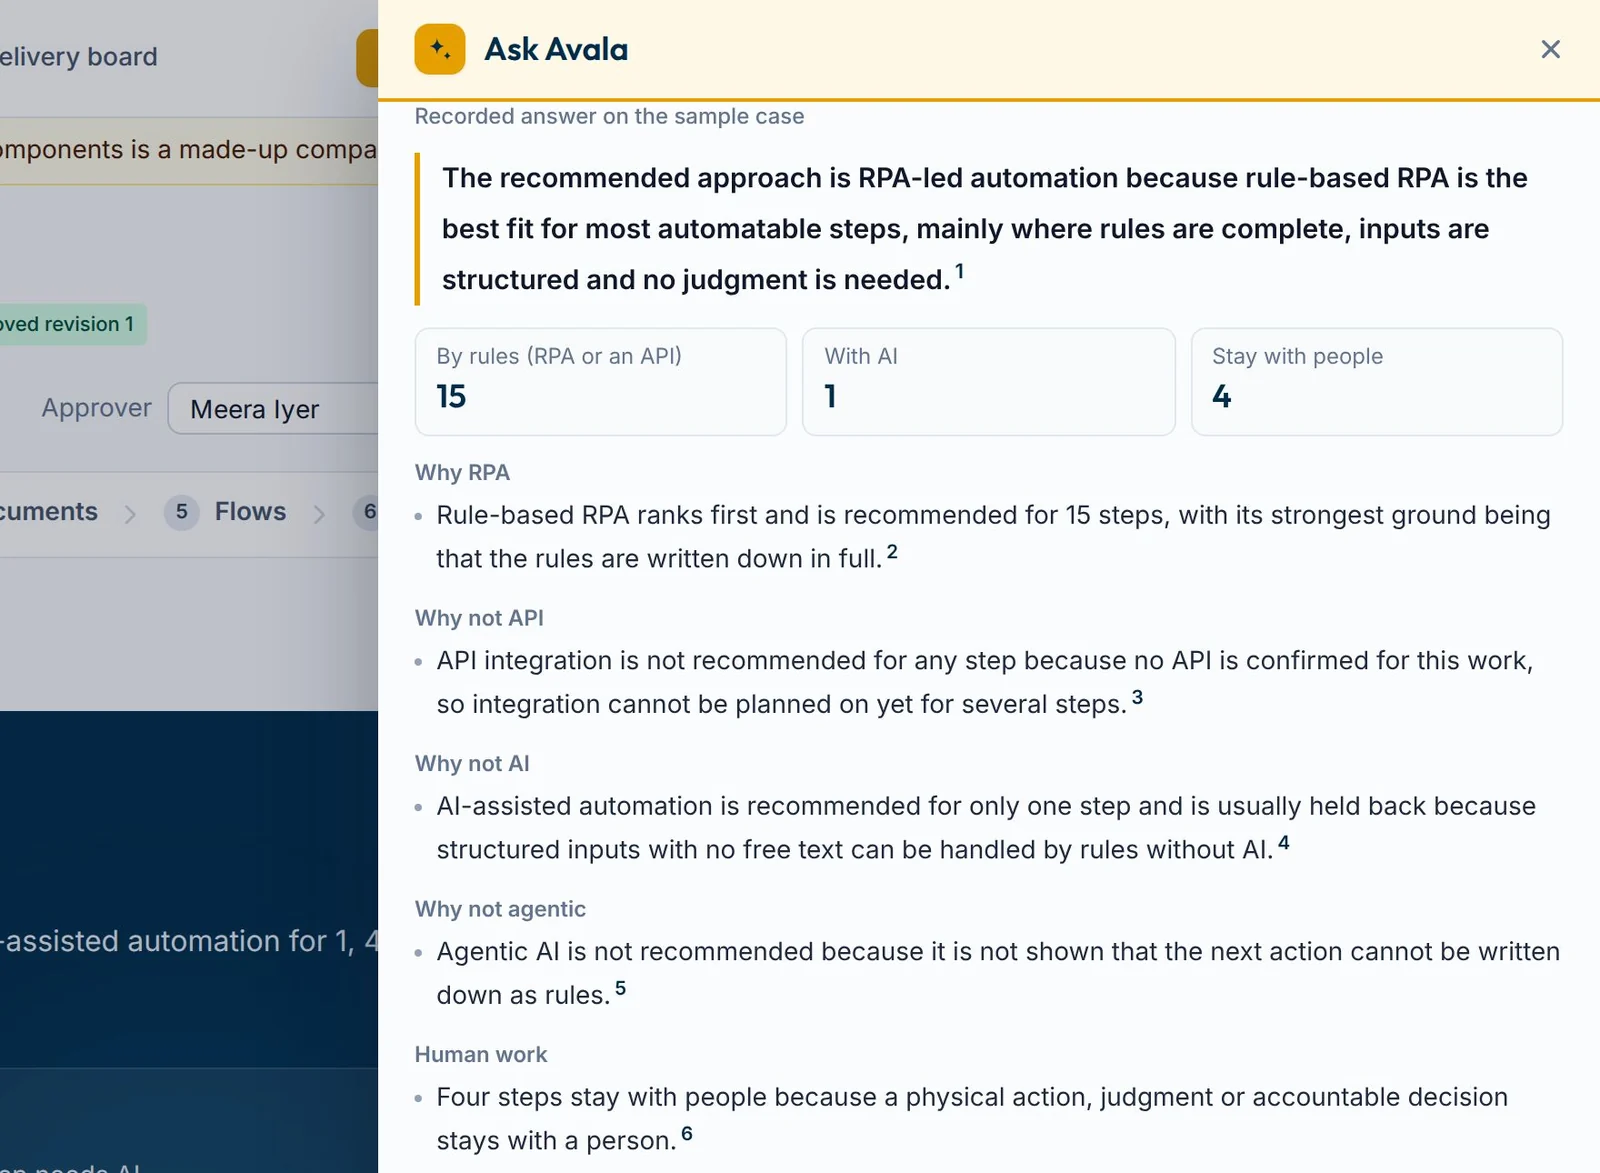 elivery board
omponents is a made-up compa
oved revision 1
Approver
Meera Iyer
cuments
5
Flows
6
-assisted automation for 1, 4
Ask Avala
Recorded answer on the sample case
The recommended approach is RPA-led automation because rule-based RPA is the
best fit for most automatable steps, mainly where rules are complete, inputs are
structured and no judgment is needed. 1
By rules (RPA or an API)
15
With AI
1
Stay with people
4
Why RPA
Rule-based RPA ranks first and is recommended for 15 steps, with its strongest ground being
that the rules are written down in full. 2
Why not API
API integration is not recommended for any step because no API is confirmed for this work,
so integration cannot be planned on yet for several steps. 3
Why not AI
AI-assisted automation is recommended for only one step and is usually held back because
structured inputs with no free text can be handled by rules without AI. 4
Why not agentic
Agentic AI is not recommended because it is not shown that the next action cannot be written
down as rules. 5
Human work
Four steps stay with people because a physical action, judgment or accountable decision
stays with a person. 6